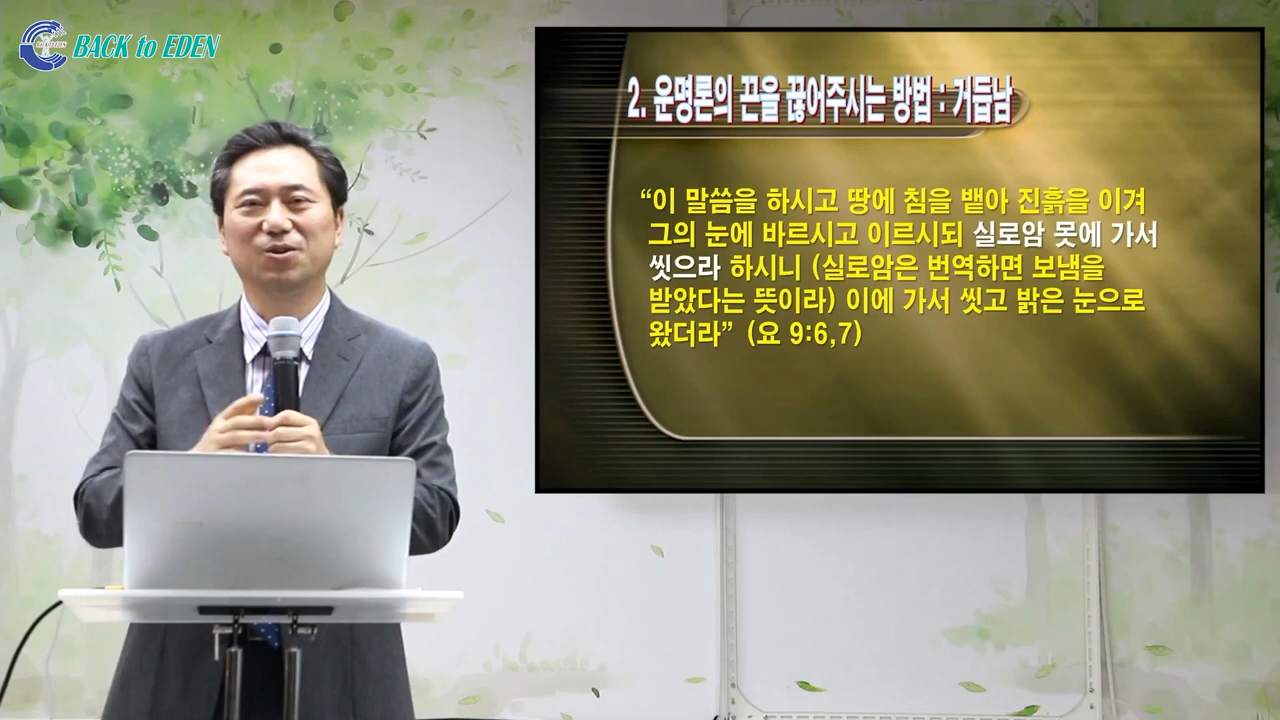 BACK to EDEN
2. 운명론의 끈을 끊어주시는 방법 : 거듭남
“이 말씀을 하시고 땅에 침을 뱉아 진흙을 이겨
그의 눈에 바르시고 이르시되 실로암 못에 가서
씻으라 하시니 (실로암은 번역하면 보냄을
받았다는 뜻이라) 이에 가서 씻고 밝은 눈으로
왔더라” (요 9:6,7)